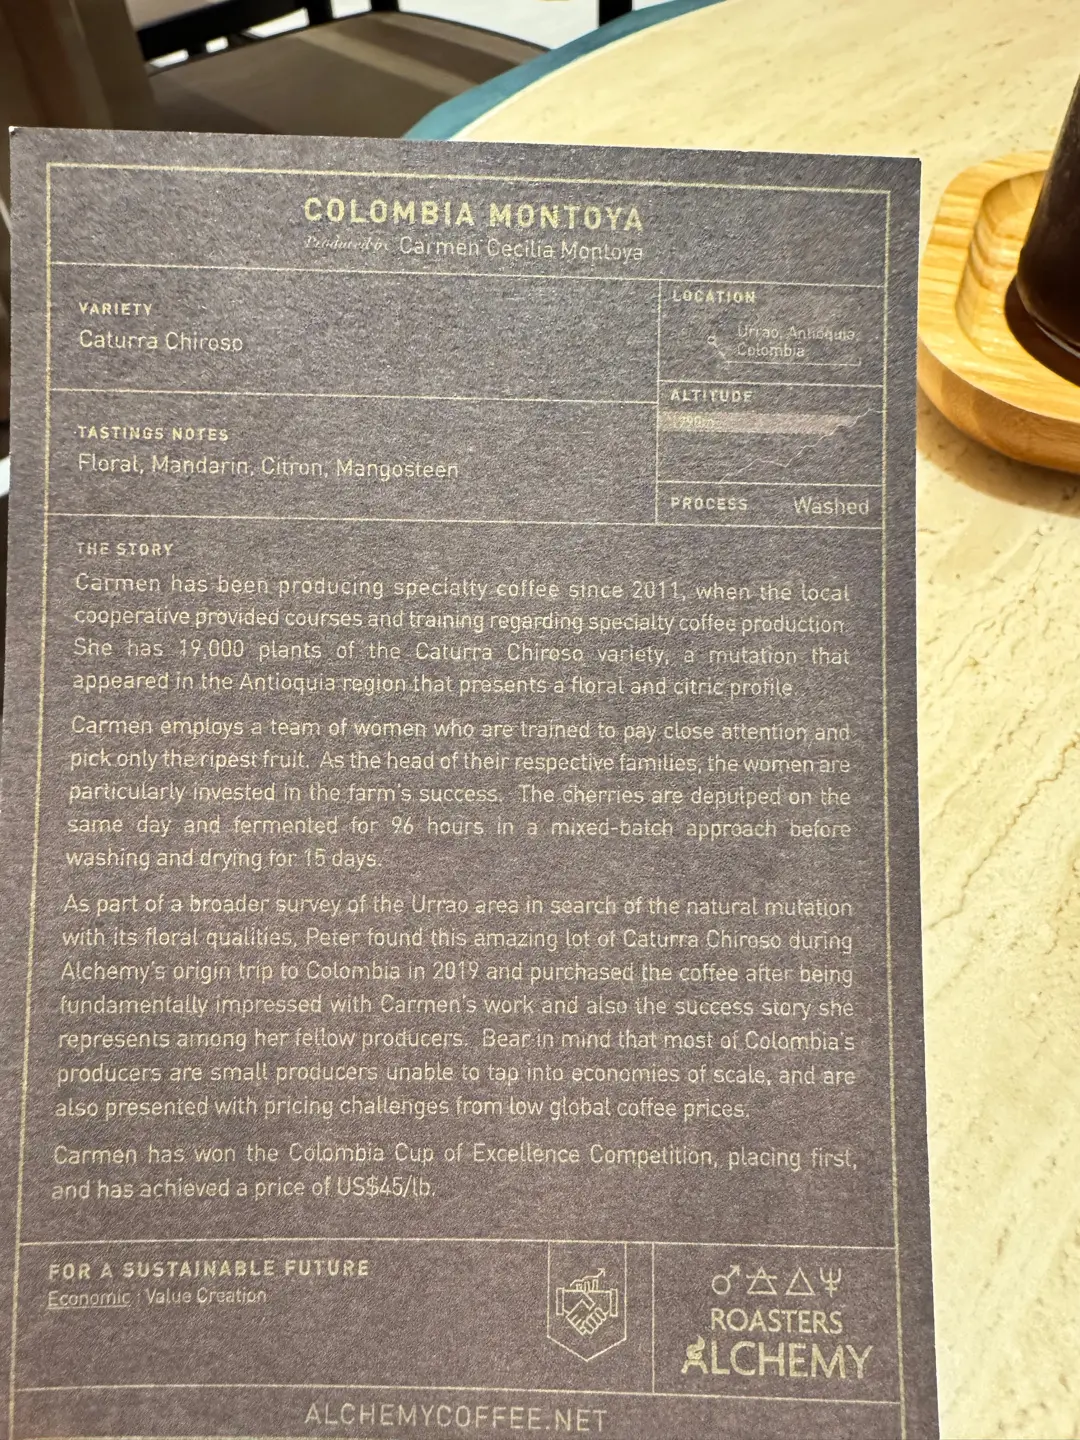 COLOMBIA MONTOYA
Produced by Carmen Cecilia Montoya
VARIETY
Caturra Chiroso
LOCATION
Urrao, Antioquia,
Colombia
TASTINGS NOTES
Floral, Mandarin, Citron, Mangosteen
ALTITUDE
PROCESS Washed
THE STORY
Carmen has been producing specialty coffee since 2011, when the local
cooperative provided courses and training regarding specialty coffee production.
She has 19,000 plants of the Caturra Chiroso variety, a mutation that
appeared in the Antioquia region that presents a floral and citric profile.
Carmen employs a team of women who are trained to pay close attention and
pick only the ripest fruit. As the head of their respective families, the women are
particularly invested in the farm's success. The cherries are depulped on the
same day and fermented for 96 hours in a mixed-batch approach before
washing and drying for 15 days.
As part of a broader survey of the Urrao area in search of the natural mutation
with its floral qualities, Peter found this amazing lot of Caturra Chiroso during
Alchemy's origin trip to Colombia in 2019 and purchased the coffee after being
fundamentally impressed with Carmen's work and also the success story she
represents among her fellow producers. Bear in mind that most of Colombia's
producers are small producers unable to tap into economies of scale, and are
also presented with pricing challenges from low global coffee prices.
Carmen has won the Colombia Cup of Excellence Competition, placing first,
and has achieved a price of US$45/lb.
FOR A SUSTAINABLE FUTURE
Economic : Value Creation
ROASTERS
ALCHEMY
ALCHEMYCOFFEE.NET